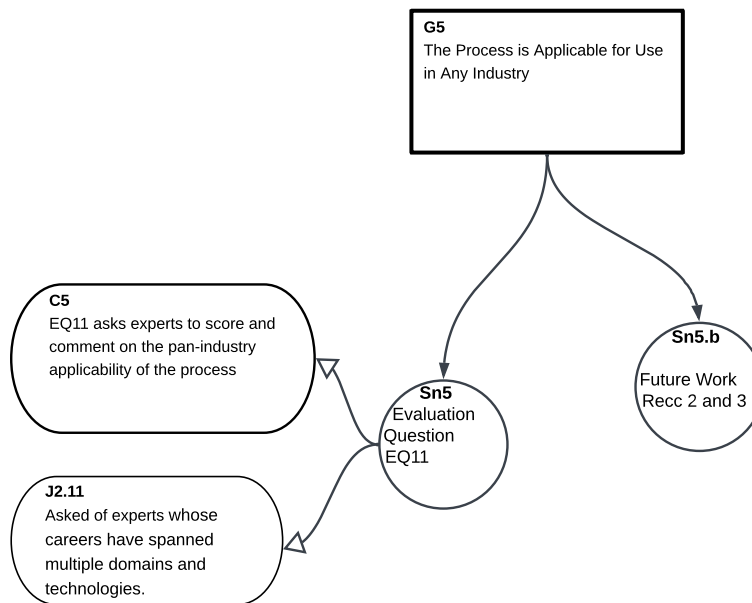 G5
The Process is Applicable for Use
in Any Industry
C5
EQ11 asks experts to score and
comment on the pan-industry
applicability of the process
Sn5.b
Future Work
Recc 2 and 3
Sn5
Evaluation
Question
EQ11
J2.11
Asked of experts whose
careers have spanned
multiple domains and
technologies.